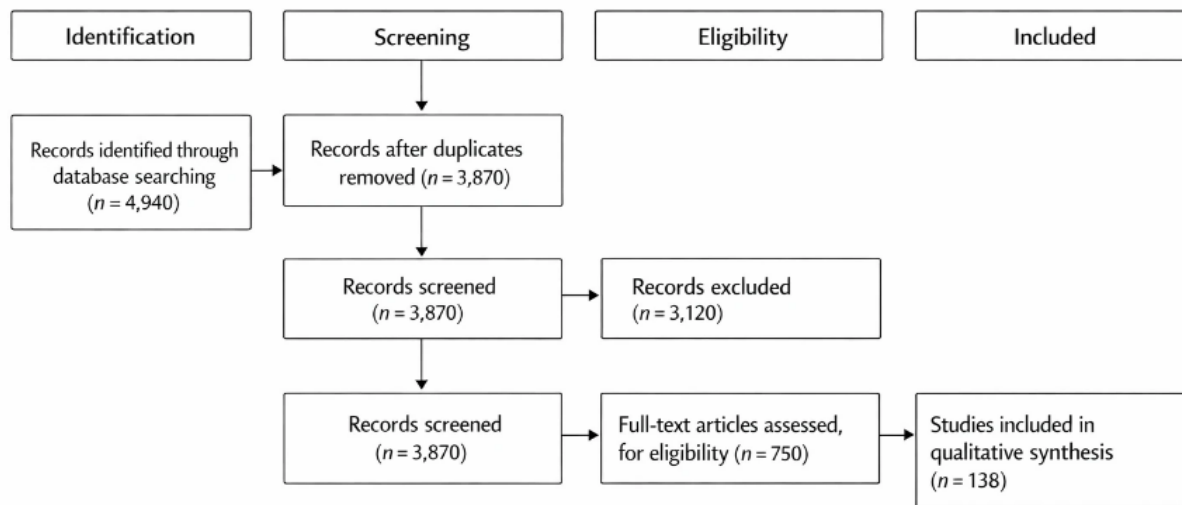 Identification
Screening
Eligibility
Included
Records identified through
database searching
(n = 4,940)
Records after duplicates
removed (n = 3,870)
Records screened
(n = 3,870)
Records excluded
(n = 3,120)
Records screened
(n = 3,870)
Full-text articles assessed,
for eligibility (n = 750)
Studies included in
qualitative synthesis
(n = 138)